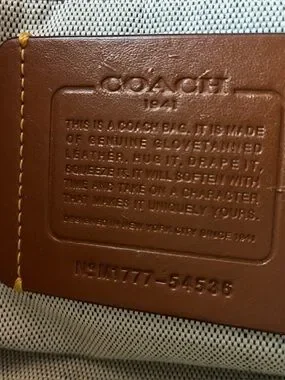 COACH
1941
THIS IS A COACH BAG. IT IS MADE
OF GENUINE GLOVETANNED
LEATHER. HUG IT. DRAPE IT.
SQUEEZE IT. IT WILL SOFTEN WITH
TIME AND TAKE ON A CHARACTER
THAT MAKES IT UNIQUELY YOURS.
DESIGNED IN NEW YORK CITY SINCE 1941
NºM1777-54536